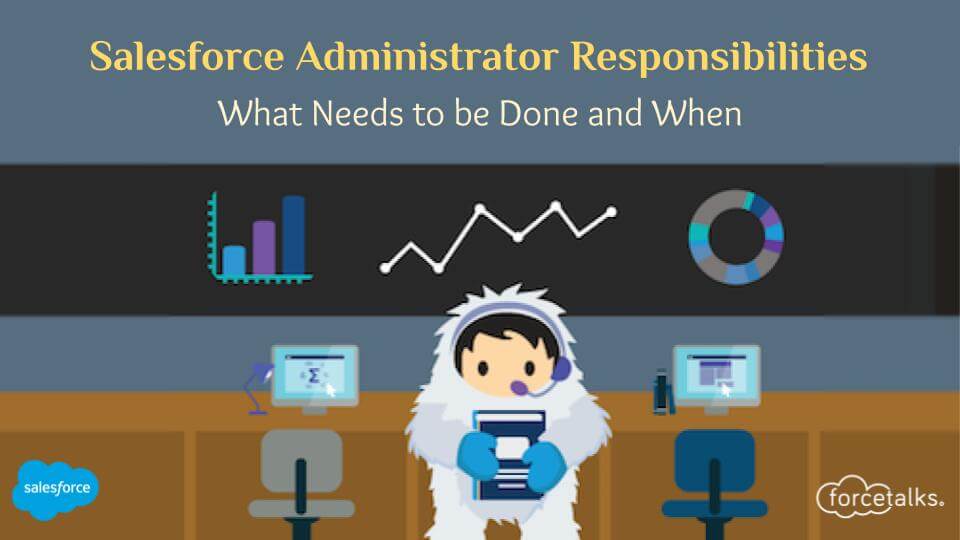 Salesforce Administrator Responsibilities
What Needs to be Done and When
Σ
salesforce
forcetalks.